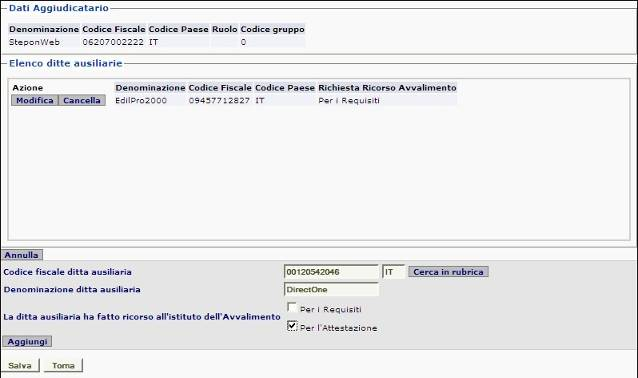 Dati Aggiudicatario
Denominazione Codice Fiscale Codice Paese Ruolo Codice gruppo
SteponWeb 06207002222 IT 0
Elenco ditte ausiliarie
Azione Denominazione Codice Fiscale Codice Paese Richiesta Ricorso Avvalimento
Modifica Cancella EdilPro2000 09457712827 IT Per i Requisiti
Annulla
Codice fiscale ditta ausiliaria 00120542046 IT Cerca in rubrica
Denominazione ditta ausiliaria DirectOne
Per i Requisiti
La ditta ausiliaria ha fatto ricorso all'istituto dell'Avvalimento
Per l'Attestazione
Aggiungi
Salva Torna